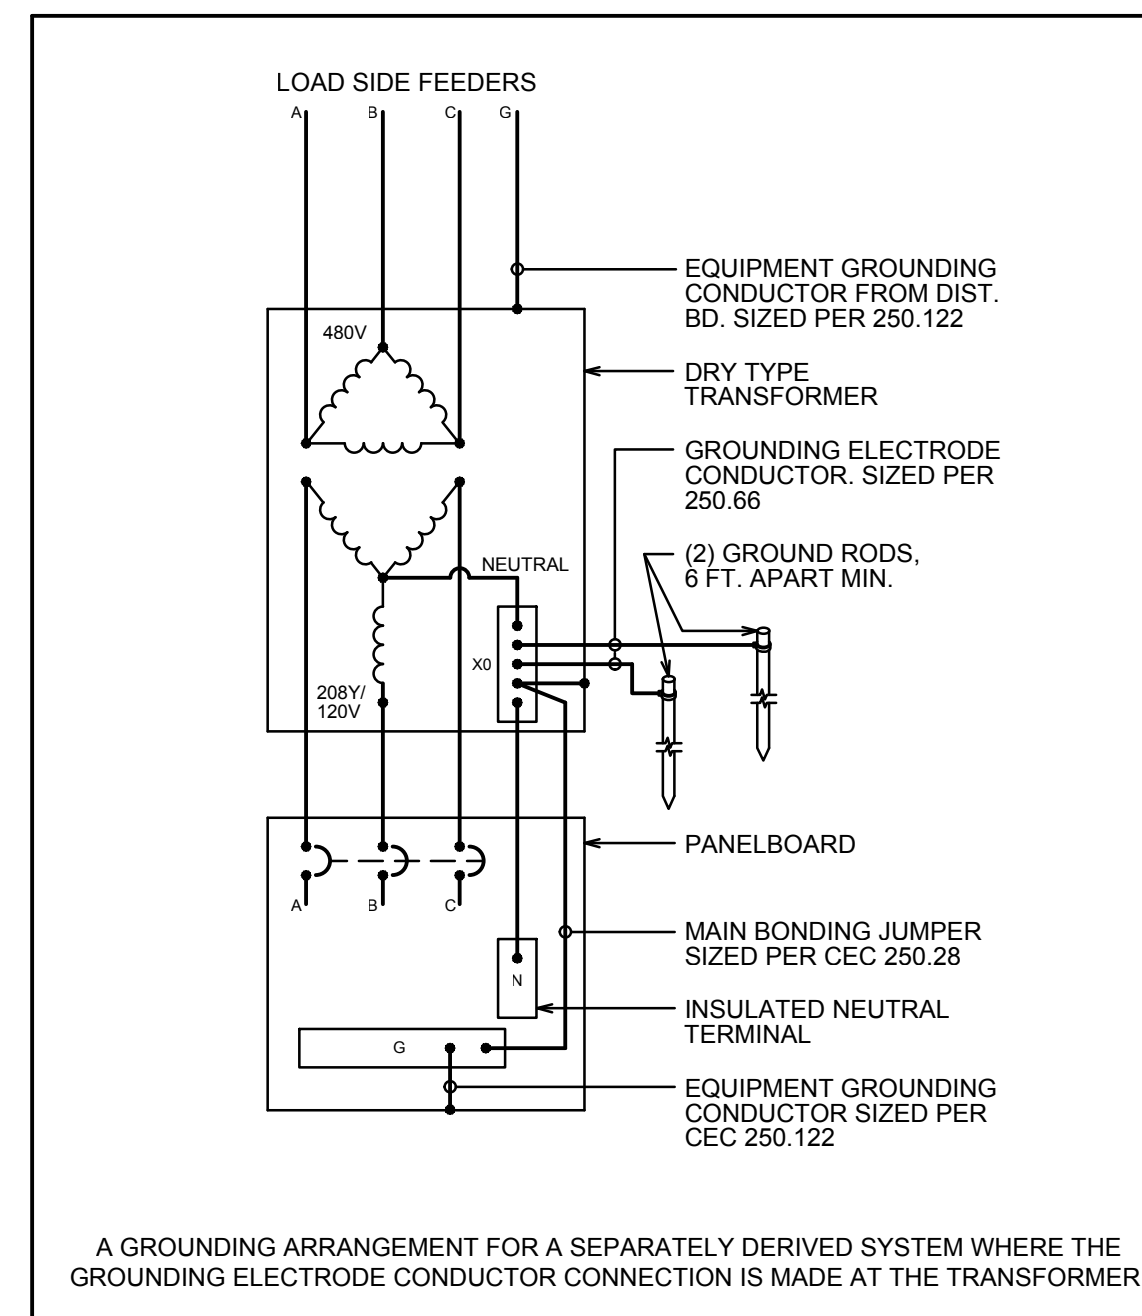 LOAD SIDE FEEDERS
A B C G
EQUIPMENT GROUNDING
CONDUCTOR FROM DIST.
BD. SIZED PER 250.122
480V
DRY TYPE
TRANSFORMER
GROUNDING ELECTRODE
CONDUCTOR. SIZED PER
250.66
(2) GROUND RODS,
6 FT. APART MIN.
NEUTRAL
X0
208Y/
120V
PANELBOARD
A B C
MAIN BONDING JUMPER
SIZED PER CEC 250.28
N
INSULATED NEUTRAL
TERMINAL
G
EQUIPMENT GROUNDING
CONDUCTOR SIZED PER
CEC 250.122
A GROUNDING ARRANGEMENT FOR A SEPARATELY DERIVED SYSTEM WHERE THE
GROUNDING ELECTRODE CONDUCTOR CONNECTION IS MADE AT THE TRANSFORMER